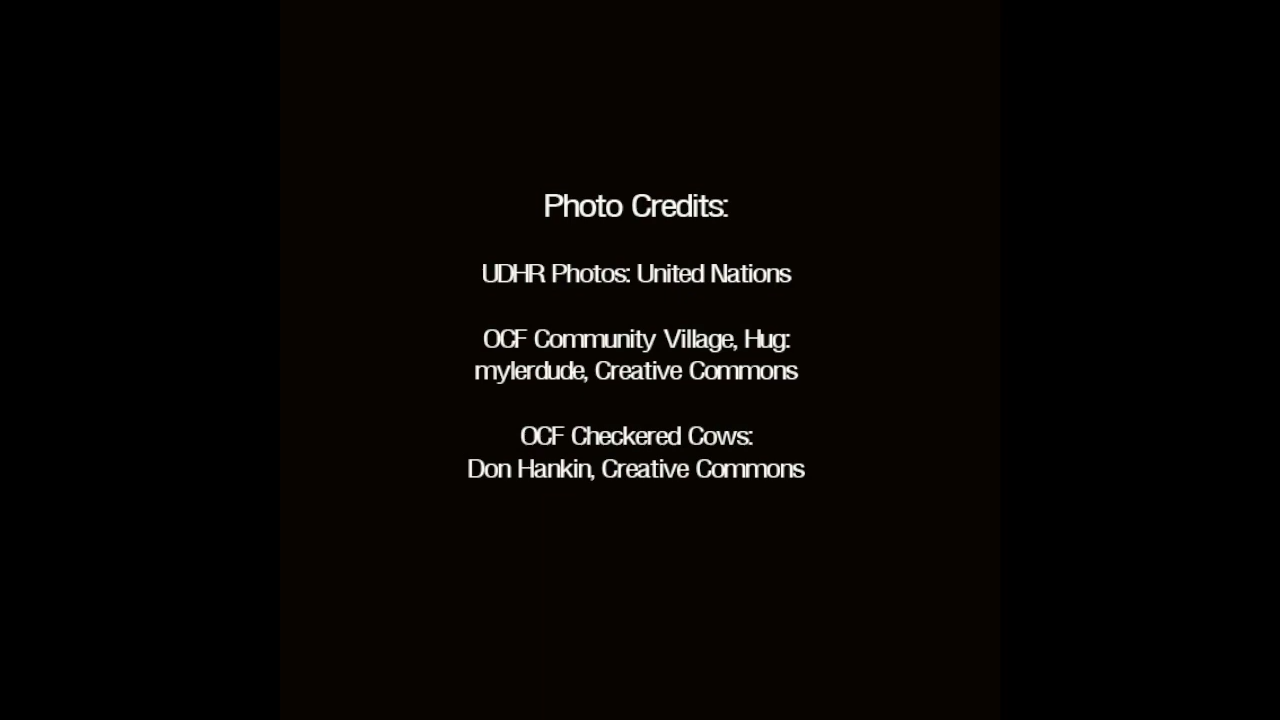 Photo Credits:
UDHR Photos: United Nations
OCF Community Village, Hug:
mylerdude, Creative Commons
OCF Checkered Cows:
Don Hankin, Creative Commons